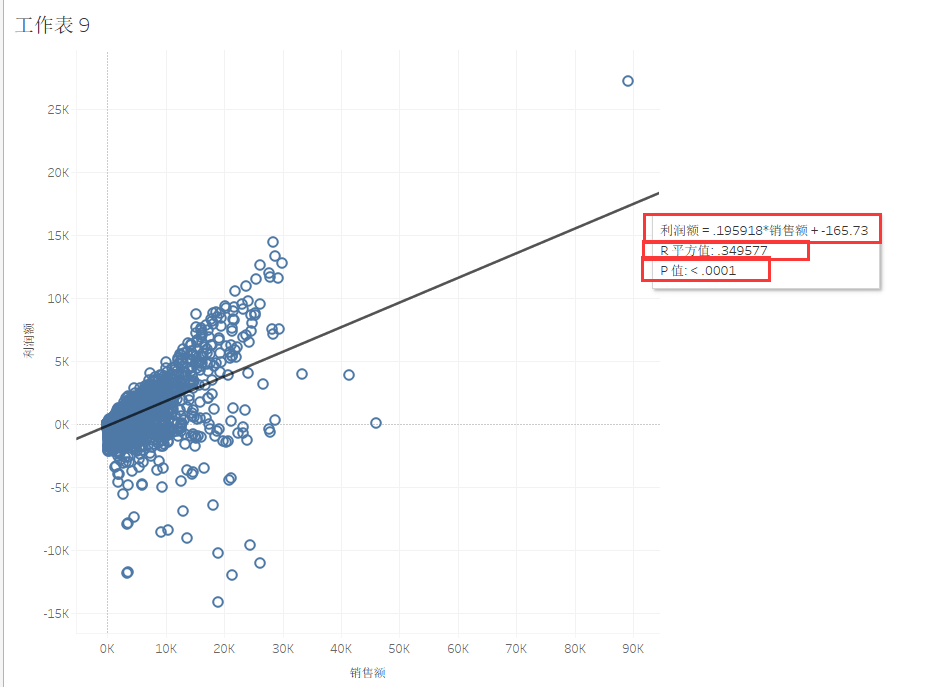 工作表 9
25K
20K
15K
10K
5K
0K
-5K
-10K
-15K
利润额
0K 10K 20K 30K 40K 50K 60K 70K 80K 90K
销售额
利润额 = .195918*销售额 + -165.73
R 平方值: .349577
P 值: < .0001